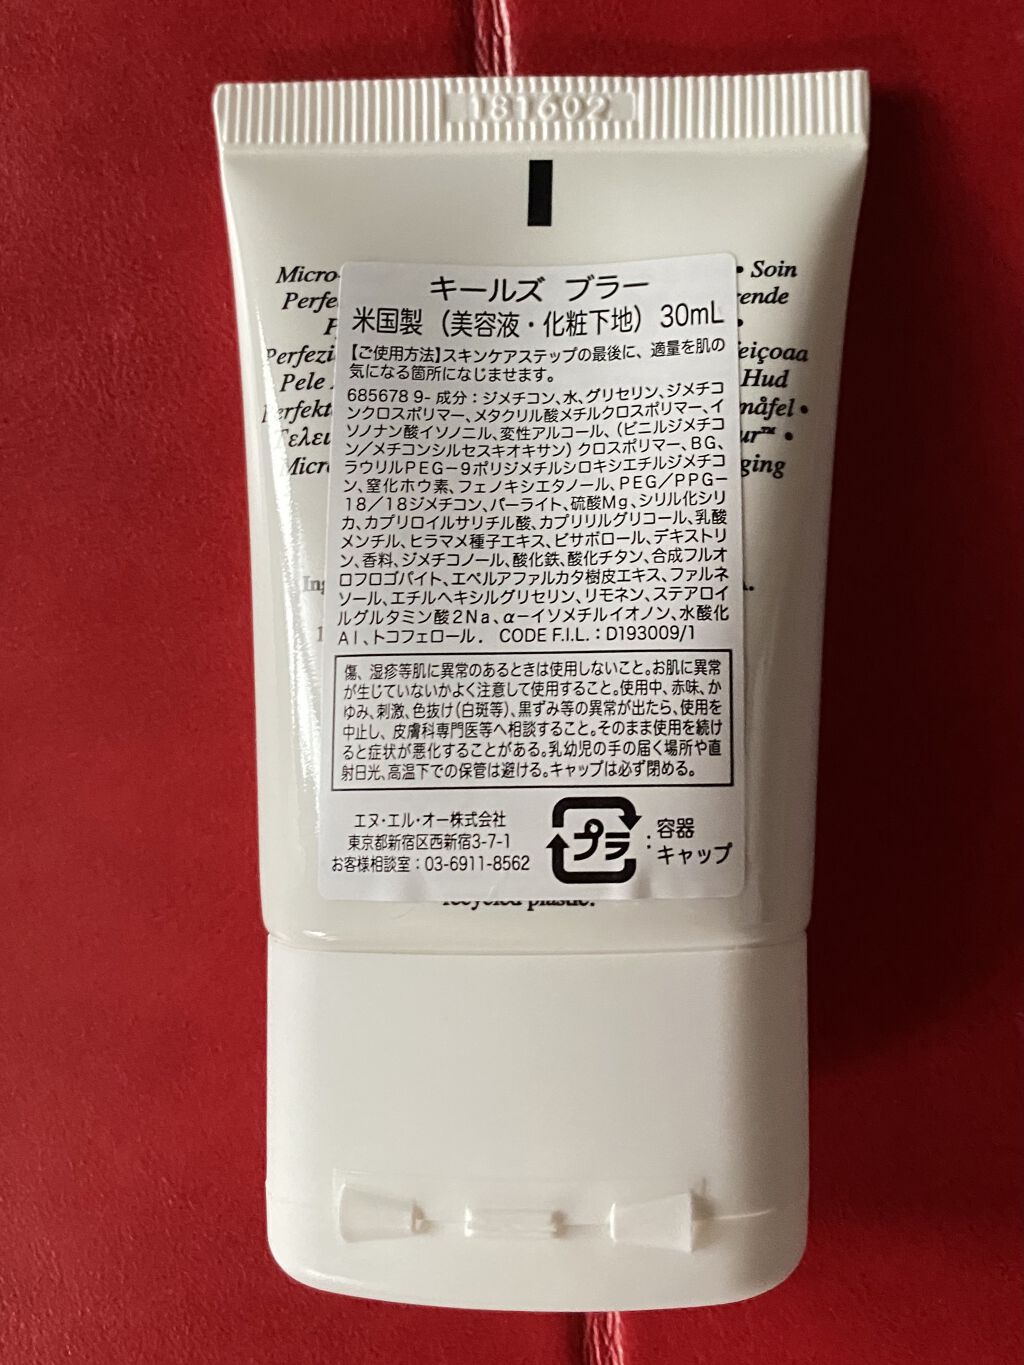 181602
Micro-
• Soin
Perfe
rende
Perfezi
feiçoaa
Pele
Hud
måfel •
ur™ •
Micro
ging
キールズ ブラー
米国製(美容液・化粧下地) 30mL
【ご使用方法】スキンケアステップの最後に、適量を肌の
気になる箇所になじませます。
685678 9- 成分:ジメチコン、水、グリセリン、ジメチコ
ンクロスポリマー、メタクリル酸メチルクロスポリマー、イ
ソノナン酸イソノニル、変性アルコール、(ビニルジメチコ
ン/メチコンシルセスキオキサン)クロスポリマー、BG、
ラウリルPEG-9ポリジメチルシロキシエチルジメチコ
ン、窒化ホウ素、フェノキシエタノール、PEG/PPG-
18/18ジメチコン、パーライト、硫酸Mg、シリル化シリ
カ、カプリロイルサリチル酸、カプリリルグリコール、乳酸
メンチル、ヒラマメ種子エキス、ビサボロール、デキストリ
ン、香料、ジメチコノール、酸化鉄、酸化チタン、合成フルオ
ロフロゴパイト、エペルアファルカタ樹皮エキス、ファルネ
ソール、エチルヘキシルグリセリン、リモネン、ステアロイ
ルグルタミン酸2Na、α-イソメチルイオノン、水酸化
Al、トコフェロール. CODE F.I.L. : D193009/1
傷、湿疹等肌に異常のあるときは使用しないこと。お肌に異常
が生じていないかよく注意して使用すること。使用中、赤味、か
ゆみ、刺激、色抜け(白斑等)、黒ずみ等の異常が出たら、使用を
中止し、皮膚科専門医等へ相談すること。そのまま使用を続け
ると症状が悪化することがある。乳幼児の手の届く場所や直
射日光、高温下での保管は避ける。キャップは必ず閉める。
エヌ・エル・オー株式会社
東京都新宿区西新宿3-7-1
お客様相談室:03-6911-8562
プラ
: 容器
キャップ
recycled plastic.